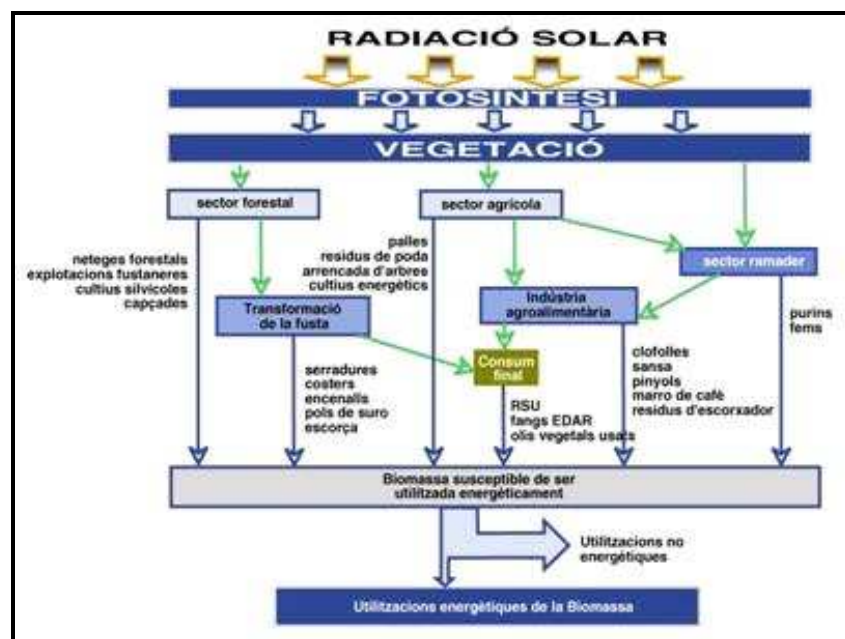 RADIACIÓ SOLAR
FOTOSINTESI
VEGETACIÓ
sector forestal
sector agrícola
sector ramader
neteges forestals
explotacions fustaneres
cultius silvícoles
capçades
palles
residus de poda
arrencada d'arbres
cultius energètics
Transformació
de la fusta
Indústria
agroalimentària
purins
fems
Consum
final
serradures
costers
encenalls
pols de suro
escorça
clofolles
sansa
pinyols
marro de cafè
residus d'escorxador
RSU
fangs EDAR
olis vegetals usats
Biomassa susceptible de ser
utilitzada energèticament
Utilitzacions no
energètiques
Utilitzacions energètiques de la Biomassa